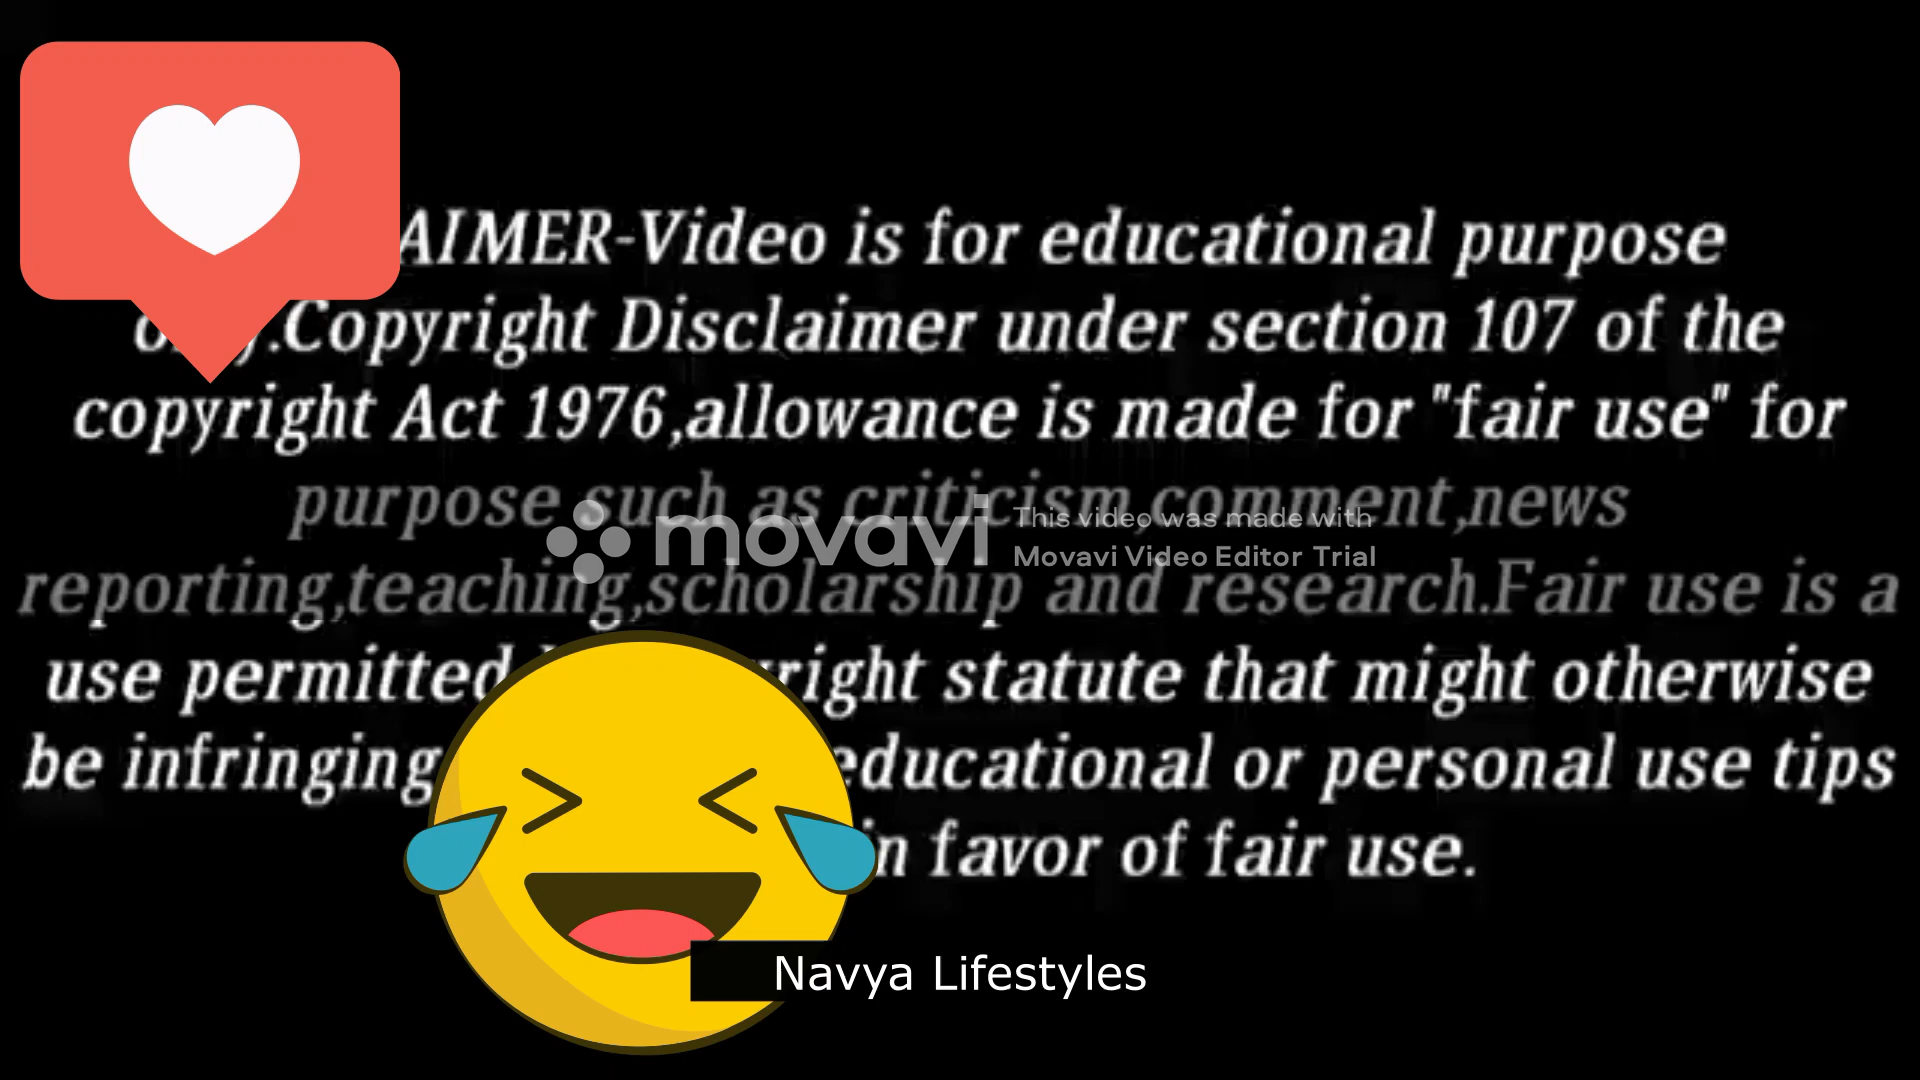 AIMER-Video is for educational purpose
.Copyright Disclaimer under section 107 of the
copyright Act 1976,allowance is made for "fair use" for
purpose such as criticism,comment,news
reporting,teaching,scholarship and research.Fair use is a
use permitted right statute that might otherwise
be infringing educational or personal use tips
in favor of fair use.
movavi
This video was made with
Movavi Video Editor Trial
Navya Lifestyles